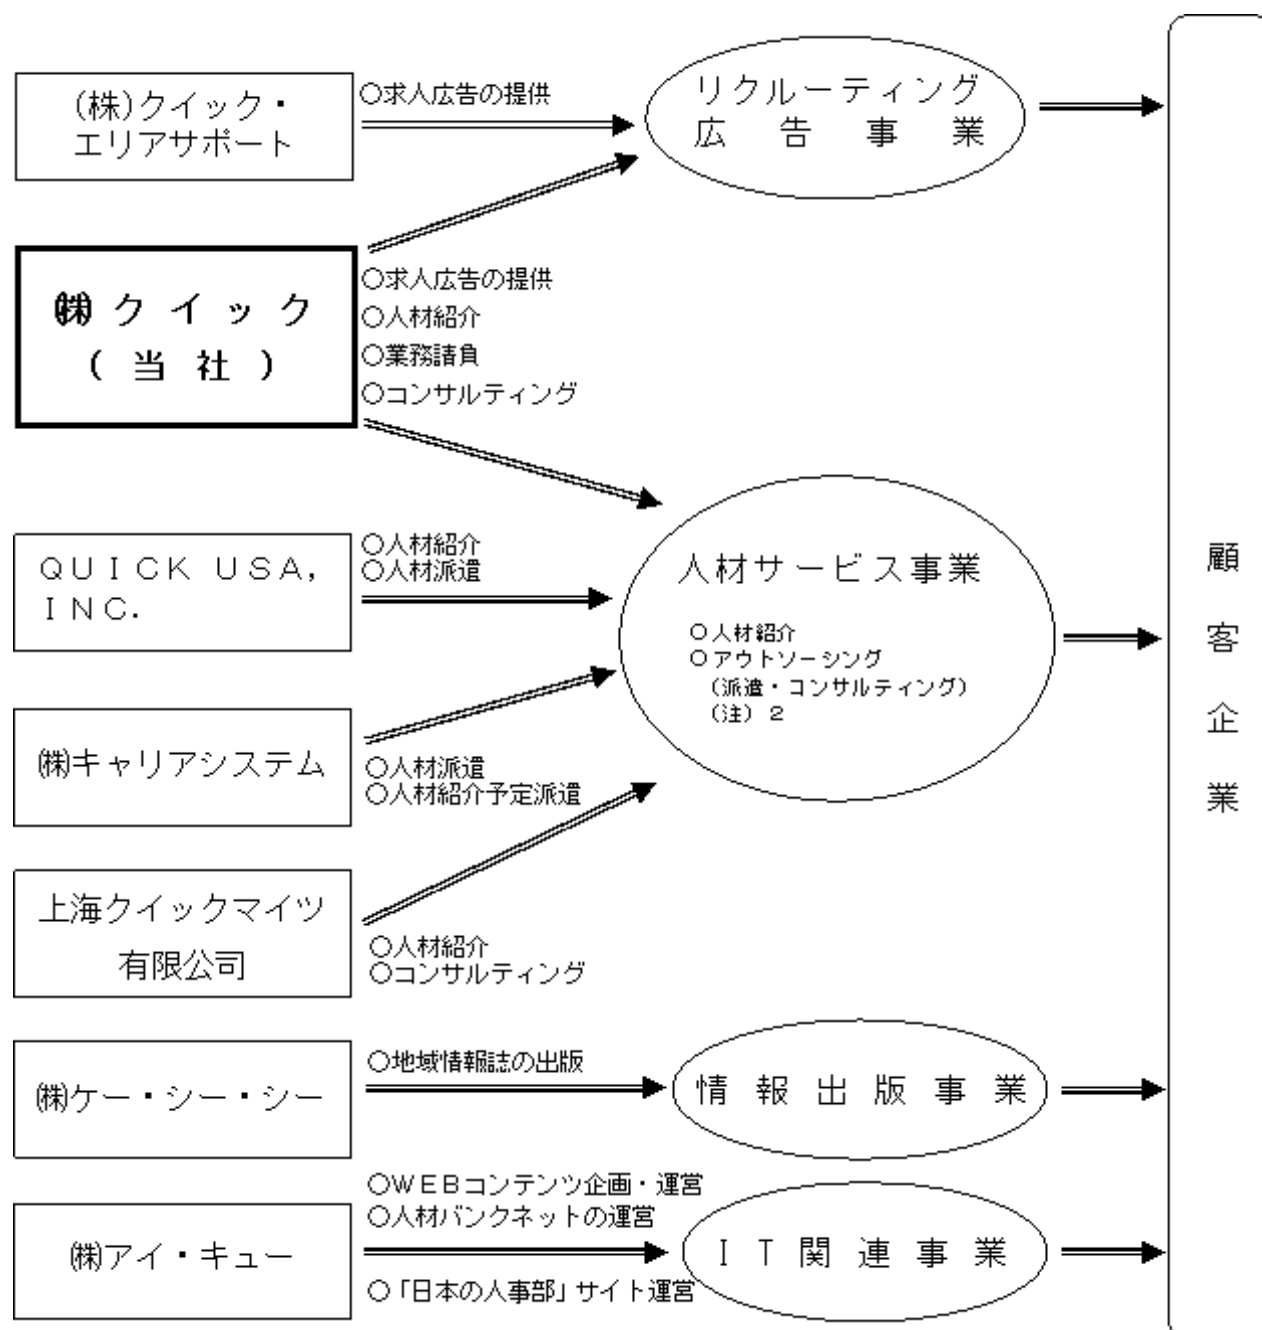 (株)クイック・
エリアサポート
○求人広告の提供
リクルーティング
広告事業
㈱クイック
(当社)
○求人広告の提供
○人材紹介
○業務請負
○コンサルティング
QUICK USA,
INC.
○人材紹介
○人材派遣
人材サービス事業
○人材紹介
○アウトソーシング
(派遣・コンサルティング)
(注)2
㈱キャリアシステム
○人材派遣
○人材紹介予定派遣
上海クイックマイツ
有限公司
○人材紹介
○コンサルティング
㈱ケー・シー・シー
○地域情報誌の出版
情報出版事業
㈱アイ・キュー
○WEBコンテンツ企画・運営
○人材バンクネットの運営
○「日本の人事部」サイト運営
IT関連事業
顧客企業